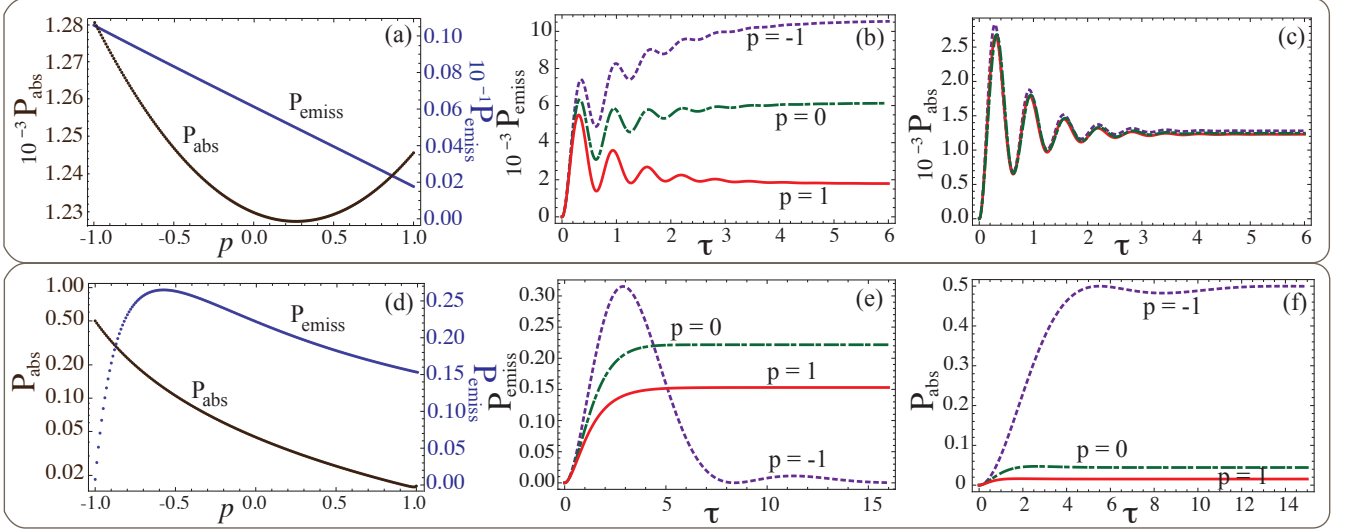 (a)
10⁻³ P_abs
1.28
1.27
1.26
1.25
1.24
1.23
P_emiss
P_abs
0.10
0.08
0.06
0.04
0.02
0.00
10⁻¹P_emiss
-1.0 -0.5 0.0 0.5 1.0
p
(b)
10⁻³ P_emiss
10
8
6
4
2
0
p = -1
p = 0
p = 1
0 1 2 3 4 5 6
τ
(c)
10⁻³ P_abs
2.5
2.0
1.5
1.0
0.5
0.0
0 1 2 3 4 5 6
τ
(d)
P_abs
1.00
0.50
0.20
0.10
0.05
0.02
P_emiss
P_abs
0.25
0.20
0.15
0.10
0.05
0.00
P_emiss
-1.0 -0.5 0.0 0.5 1.0
p
(e)
P_emiss
0.30
0.25
0.20
0.15
0.10
0.05
0.00
p = 0
p = 1
p = -1
0 5 10 15
τ
(f)
P_abs
0.5
0.4
0.3
0.2
0.1
0
p = -1
p = 0
p = 1
0 2 4 6 8 10 12 14
τ